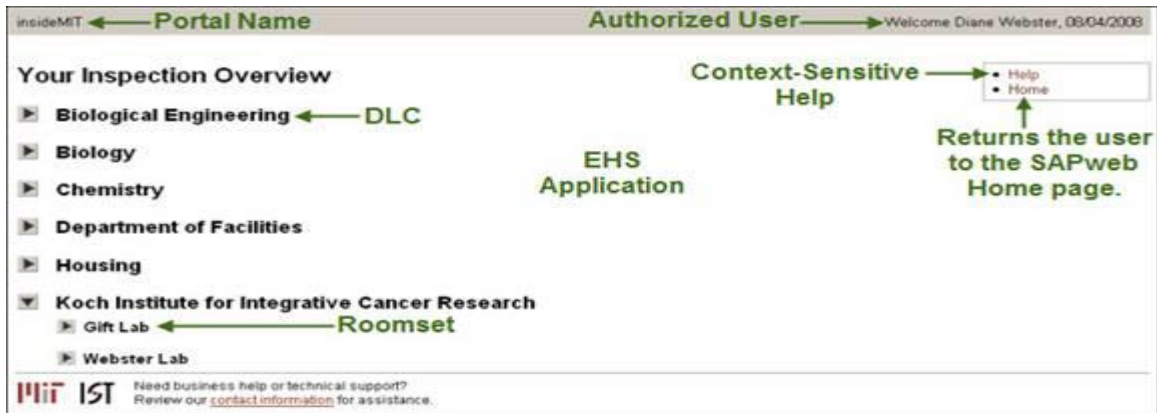 insideMIT Portal Name Authorized User Welcome Diane Webster, 08/04/2008
Your Inspection Overview
Context-Sensitive
Help
• Help
• Home
Biological Engineering DLC
Returns the user
to the SAPweb
Home page.
Biology
EHS
Application
Chemistry
Department of Facilities
Housing
Koch Institute for Integrative Cancer Research
Gift Lab Roomset
Webster Lab
MIT IST
Need business help or technical support?
Review our contact information for assistance.